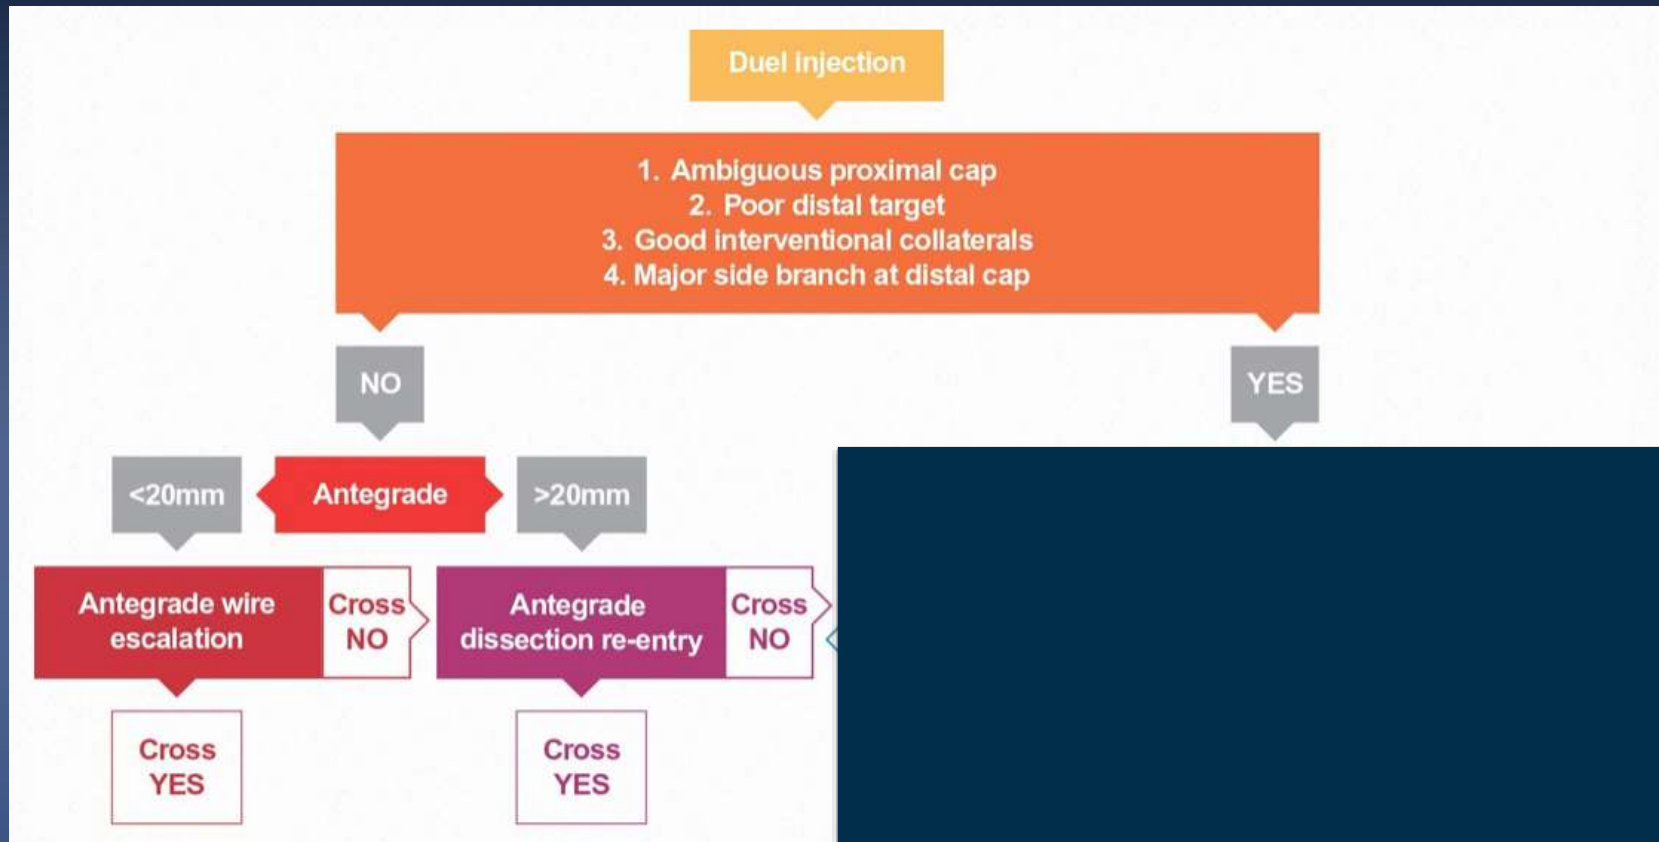 Duel injection
1. Ambiguous proximal cap
2. Poor distal target
3. Good interventional collaterals
4. Major side branch at distal cap
NO
YES
<20mm
Antegrade
>20mm
Antegrade wire
escalation
Cross
NO
Antegrade
dissection re-entry
Cross
NO
Cross
YES
Cross
YES